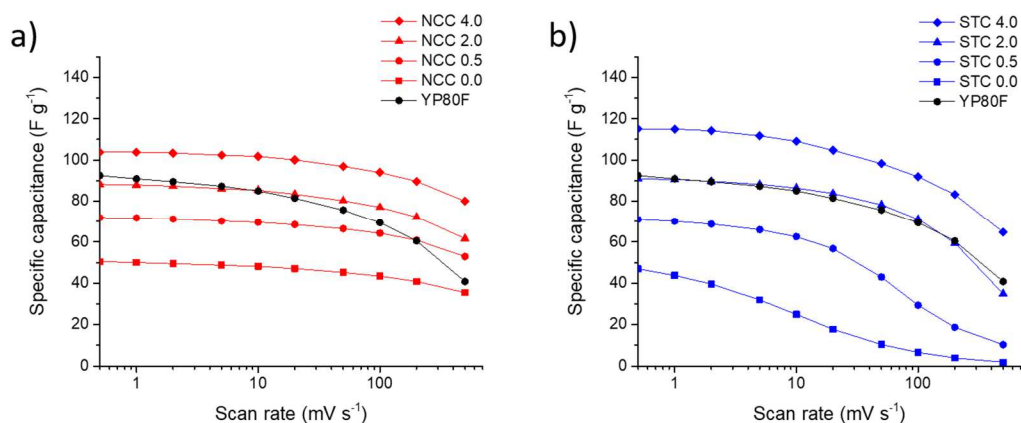 a)
NCC 4.0
NCC 2.0
NCC 0.5
NCC 0.0
YP80F
140
120
100
80
60
40
20
0
Specific capacitance (F g⁻¹)
1
10
100
Scan rate (mV s⁻¹)
b)
STC 4.0
STC 2.0
STC 0.5
STC 0.0
YP80F
140
120
100
80
60
40
20
0
Specific capacitance (F g⁻¹)
1
10
100
Scan rate (mV s⁻¹)